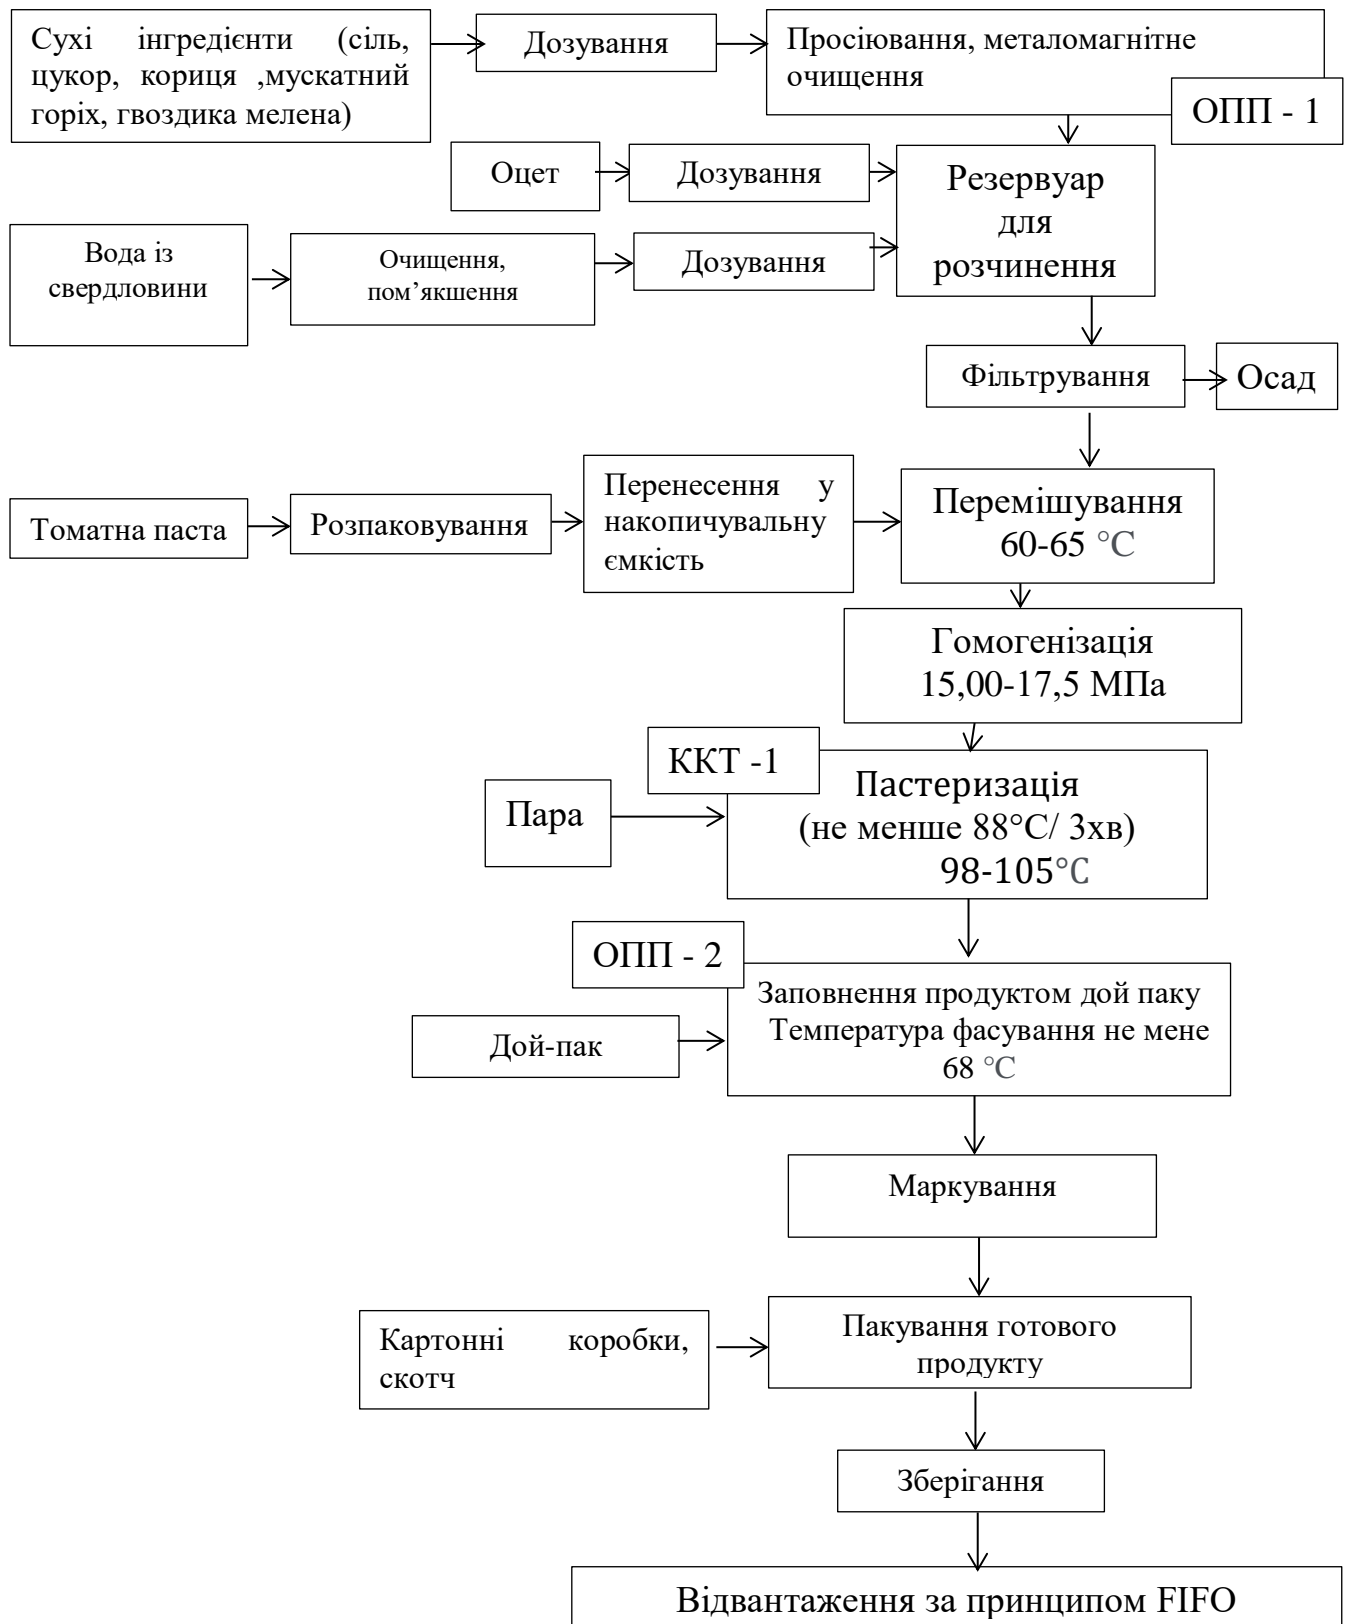 Сухі інгредієнти (сіль,
цукор, кориця ,мускатний
горіх, гвоздика мелена)
Дозування
Просіювання, металомагнітне
очищення
ОПП - 1
Оцет
Дозування
Резервуар
для
розчинення
Вода із
свердловини
Очищення,
пом’якшення
Дозування
Фільтрування
Осад
Томатна паста
Розпаковування
Перенесення у
накопичувальну
ємкість
Перемішування
60-65 °C
Гомогенізація
15,00-17,5 МПа
ККТ -1
Пара
Пастеризація
(не менше 88°С/ 3хв)
98-105°C
ОПП - 2
Дой-пак
Заповнення продуктом дой паку
Температура фасування не мене
68 °C
Маркування
Картонні коробки,
скотч
Пакування готового
продукту
Зберігання
Відвантаження за принципом FIFO